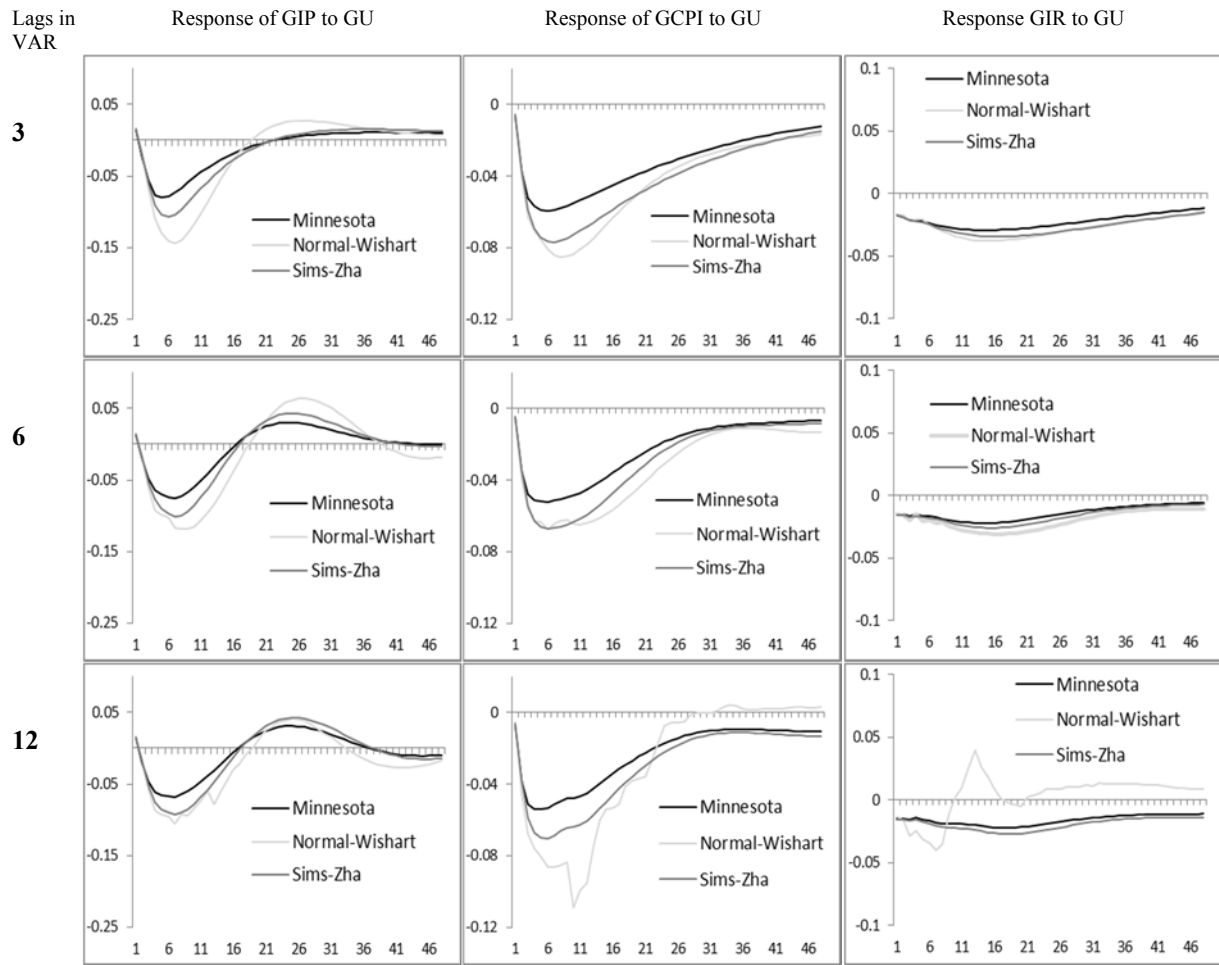 Lags in
VAR
Response of GIP to GU
Response of GCPI to GU
Response GIR to GU
3
0.05
-0.05
-0.15
-0.25
Minnesota
Normal-Wishart
Sims-Zha
1 6 11 16 21 26 31 36 41 46
0
-0.04
-0.08
-0.12
Minnesota
Normal-Wishart
Sims-Zha
1 6 11 16 21 26 31 36 41 46
0.1
0.05
0
-0.05
-0.1
Minnesota
Normal-Wishart
Sims-Zha
1 6 11 16 21 26 31 36 41 46
6
0.05
-0.05
-0.15
-0.25
Minnesota
Normal-Wishart
Sims-Zha
1 6 11 16 21 26 31 36 41 46
0
-0.04
-0.08
-0.12
Minnesota
Normal-Wishart
Sims-Zha
1 6 11 16 21 26 31 36 41 46
0.1
0.05
0
-0.05
-0.1
Minnesota
Normal-Wishart
Sims-Zha
1 6 11 16 21 26 31 36 41 46
12
0.05
-0.05
-0.15
-0.25
Minnesota
Normal-Wishart
Sims-Zha
1 6 11 16 21 26 31 36 41 46
0
-0.04
-0.08
-0.12
Minnesota
Normal-Wishart
Sims-Zha
1 6 11 16 21 26 31 36 41 46
0.1
0.05
0
-0.05
-0.1
Minnesota
Normal-Wishart
Sims-Zha
1 6 11 16 21 26 31 36 41 46